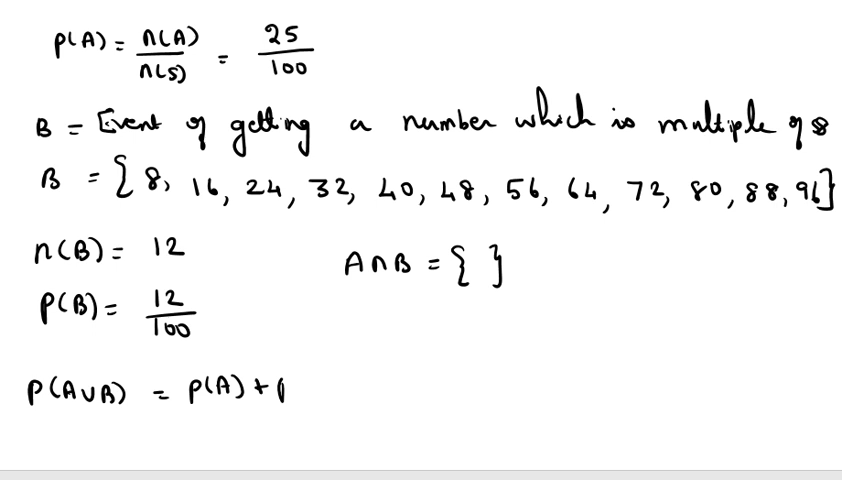 P(A) = n(A)/n(S) = 25/100
B = Event of getting a number which is multiple of 8
B = { 8, 16, 24, 32, 40, 48, 56, 64, 72, 80, 88, 96}
n(B) = 12
A∩B = { }
P(B) = 12/100
P(A∪B) = P(A) +